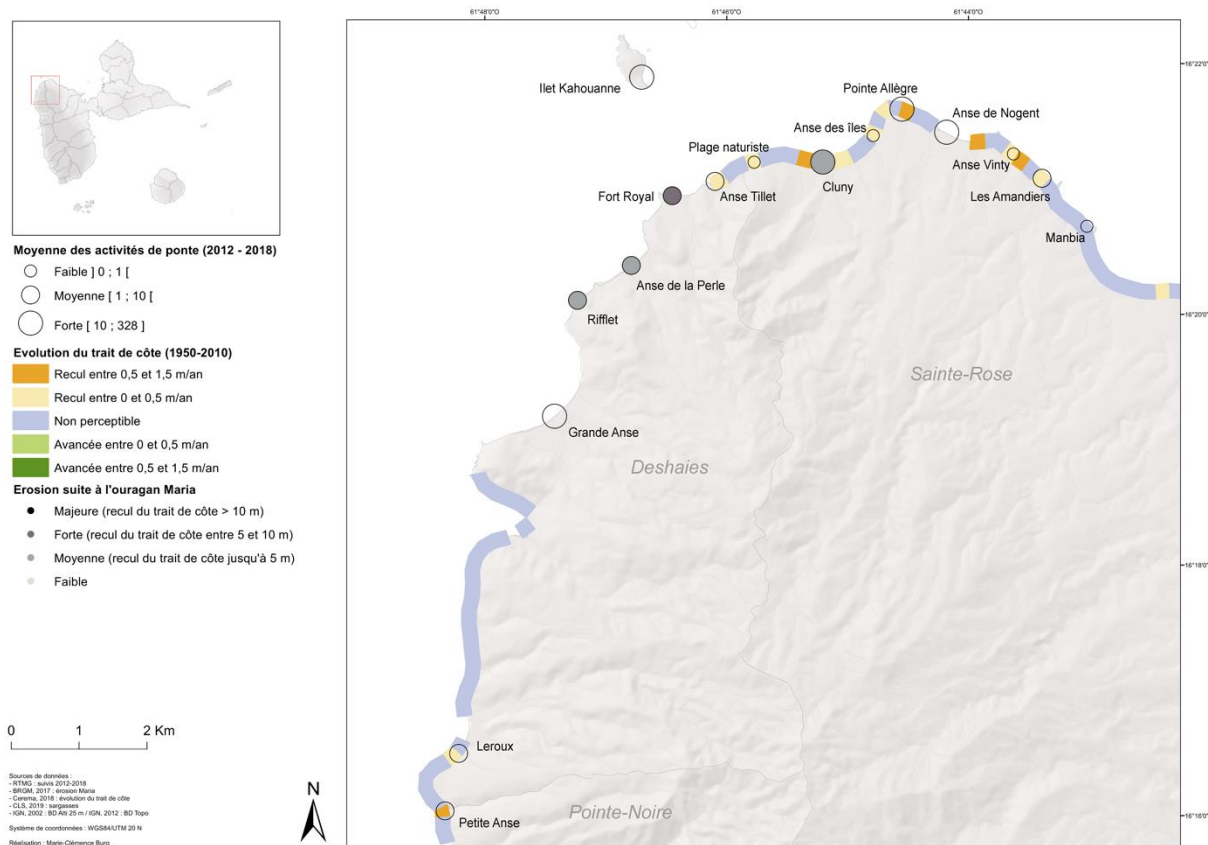 Moyenne des activités de ponte (2012 - 2018)
Faible ] 0 ; 1 [
Moyenne [ 1 ; 10 [
Forte [ 10 ; 328 ]
Evolution du trait de côte (1950-2010)
Recul entre 0,5 et 1,5 m/an
Recul entre 0 et 0,5 m/an
Non perceptible
Avancée entre 0 et 0,5 m/an
Avancée entre 0,5 et 1,5 m/an
Erosion suite à l'ouragan Maria
Majeure (recul du trait de côte > 10 m)
Forte (recul du trait de côte entre 5 et 10 m)
Moyenne (recul du trait de côte jusqu'à 5 m)
Faible
0 1 2 Km
Sources de données :
- RTMG : suivis 2012-2018
- BRGM, 2017 : érosion Maria
- Cerema, 2018 : évolution du trait de côte
- CLS, 2019 : sargasses
- IGN, 2002 : BD Alti 25 m / IGN, 2012 : BD Topo
Système de coordonnées : WGS84/UTM 20 N
Réalisation : Marie-Clémence Buro
N
61°48'0"O
61°46'0"O
61°44'0"O
16°22'0"
16°20'0"
16°18'0"
16°16'0"
Ilet Kahouanne
Pointe Allègre
Anse de Nogent
Anse des îles
Plage naturiste
Anse Vinty
Cluny
Fort Royal
Anse Tillet
Les Amandiers
Manbia
Anse de la Perle
Rifflet
Sainte-Rose
Grande Anse
Deshaies
Leroux
Pointe-Noire
Petite Anse